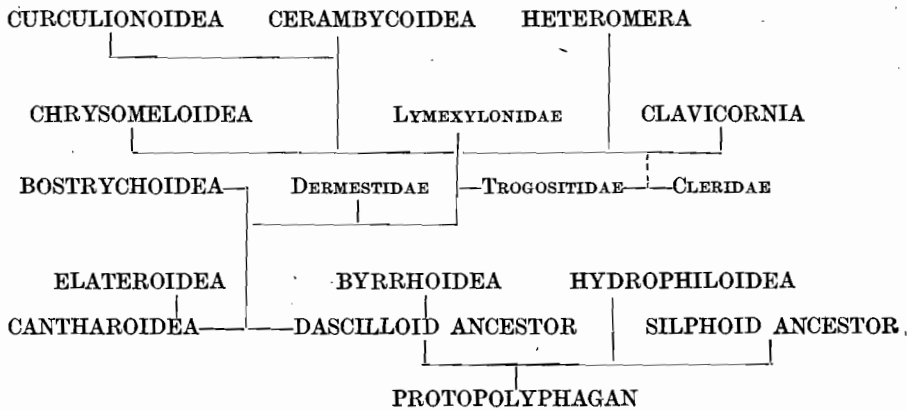 CURCULIONOIDEA CERAMBYCOIDEA HETEROMERA
CHRYSOMELOIDEA LYMEXYLONIDAE CLAVICORNIA
BOSTRYCHOIDEA DERMESTIDAE TROGOSITIDAE CLERIDAE
ELATEROIDEA BYRRHOIDEA HYDROPHILOIDEA
CANTHAROIDEA DASCILLOID ANCESTOR SILPHOID ANCESTOR
PROTOPOLYPHAGAN